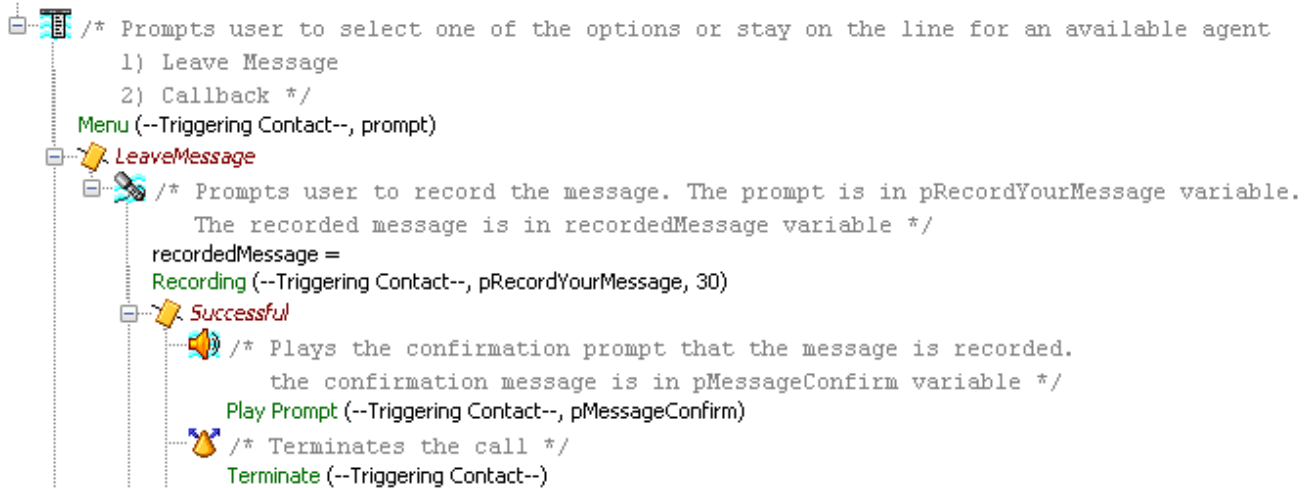 /* Prompts user to select one of the options or stay on the line for an available agent
1) Leave Message
2) Callback */
Menu (--Triggering Contact--, prompt)
LeaveMessage
/* Prompts user to record the message. The prompt is in pRecordYourMessage variable.
The recorded message is in recordedMessage variable */
recordedMessage =
Recording (--Triggering Contact--, pRecordYourMessage, 30)
Successful
/* Plays the confirmation prompt that the message is recorded.
the confirmation message is in pMessageConfirm variable */
Play Prompt (--Triggering Contact--, pMessageConfirm)
/* Terminates the call */
Terminate (--Triggering Contact--)